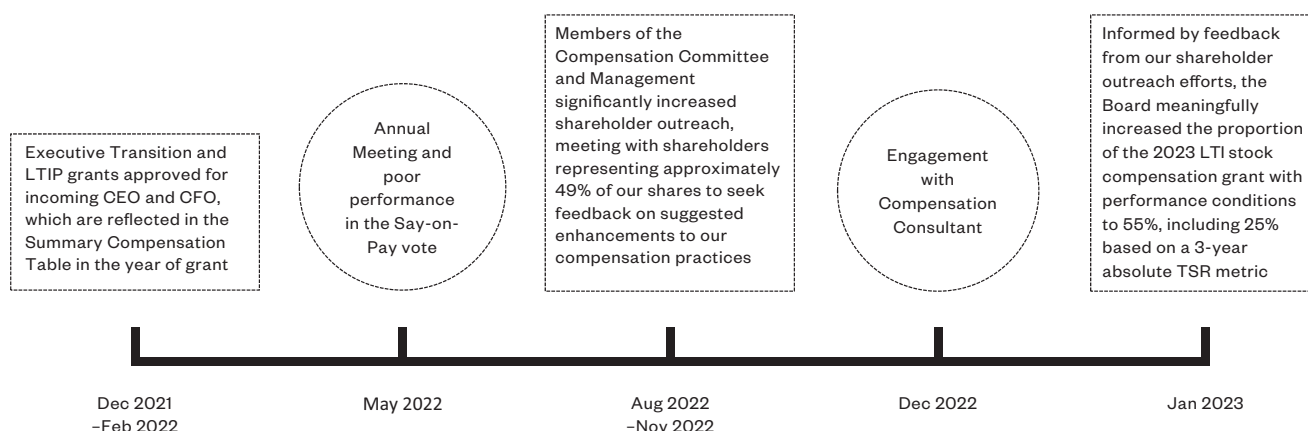 Executive Transition and
LTIP grants approved for
incoming CEO and CFO,
which are reflected in the
Summary Compensation
Table in the year of grant
Annual
Meeting and
poor
performance
in the Say-on-
Pay vote
Members of the
Compensation Committee
and Management
significantly increased
shareholder outreach,
meeting with shareholders
representing approximately
49% of our shares to seek
feedback on suggested
enhancements to our
compensation practices
Engagement
with
Compensation
Consultant
Informed by feedback
from our shareholder
outreach efforts, the
Board meaningfully
increased the proportion
of the 2023 LTI stock
compensation grant with
performance conditions
to 55%, including 25%
based on a 3-year
absolute TSR metric
Dec 2021
–Feb 2022
May 2022
Aug 2022
–Nov 2022
Dec 2022
Jan 2023